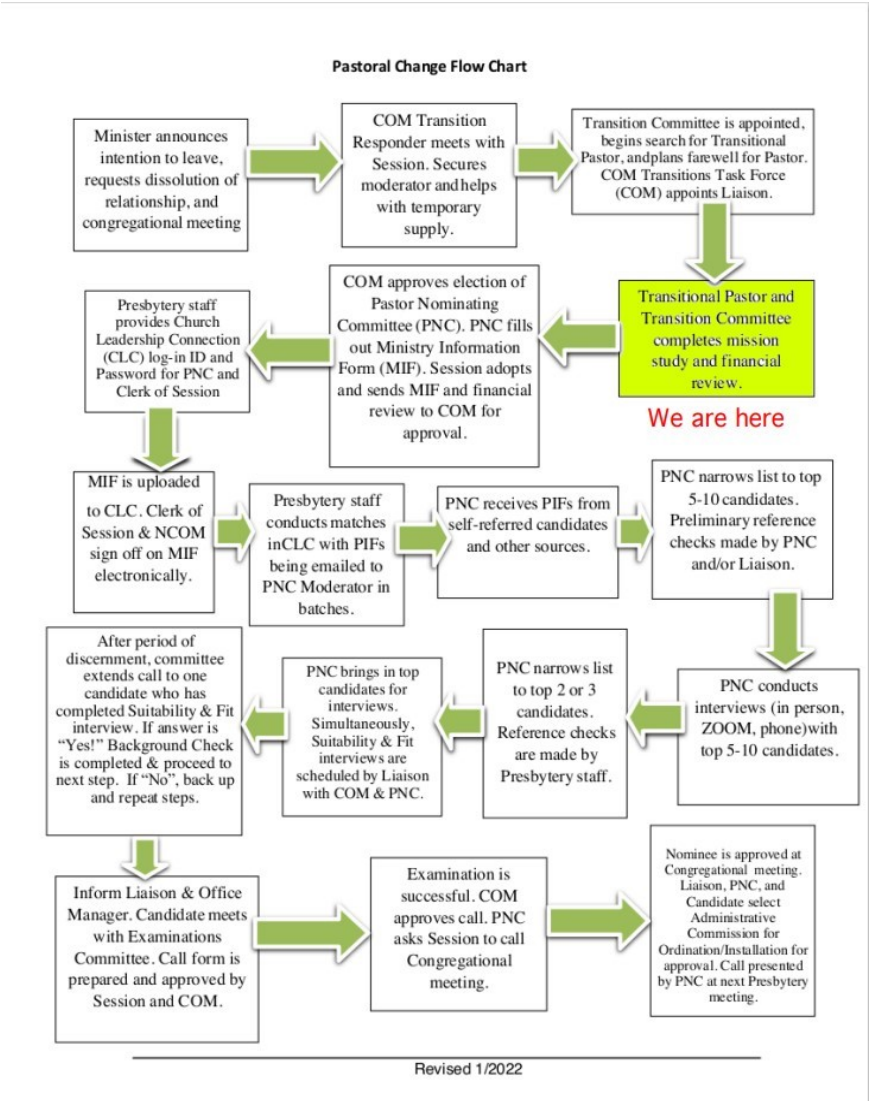 Pastoral Change Flow Chart
Minister announces
intention to leave,
requests dissolution of
relationship, and
congregational meeting
COM Transition
Responder meets with
Session. Secures
moderator andhelps
with temporary
supply.
Transition Committee is appointed,
begins search for Transitional
Pastor, andplans farewell for Pastor.
COM Transitions Task Force
(COM) appoints Liaison.
Transitional Pastor and
Transition Committee
completes mission
study and financial
review.
We are here
COM approves election of
Pastor Nominating
Committee (PNC). PNC fills
out Ministry Information
Form (MIF). Session adopts
and sends MIF and financial
review to COM for
approval.
Presbytery staff
provides Church
Leadership Connection
(CLC) log-in ID and
Password for PNC and
Clerk of Session
MIF is uploaded
to CLC. Clerk of
Session & NCOM
sign off on MIF
electronically.
Presbytery staff
conducts matches
inCLC with PIFs
being emailed to
PNC Moderator in
batches.
PNC receives PIFs from
self-referred candidates
and other sources.
PNC narrows list to top
5-10 candidates.
Preliminary reference
checks made by PNC
and/or Liaison.
PNC conducts
interviews (in person,
ZOOM, phone)with
top 5-10 candidates.
PNC narrows list
to top 2 or 3
candidates.
Reference checks
are made by
Presbytery staff.
PNC brings in top
candidates for
interviews.
Simultaneously,
Suitability & Fit
interviews are
scheduled by Liaison
with COM & PNC.
After period of
discernment, committee
extends call to one
candidate who has
completed Suitability & Fit
interview. If answer is
“Yes!” Background Check
is completed & proceed to
next step. If “No”, back up
and repeat steps.
Inform Liaison & Office
Manager. Candidate meets
with Examinations
Committee. Call form is
prepared and approved by
Session and COM.
Examination is
successful. COM
approves call. PNC
asks Session to call
Congregational
meeting.
Nominee is approved at
Congregational meeting.
Liaison, PNC, and
Candidate select
Administrative
Commission for
Ordination/Installation for
approval. Call presented
by PNC at next Presbytery
meeting.
Revised 1/2022